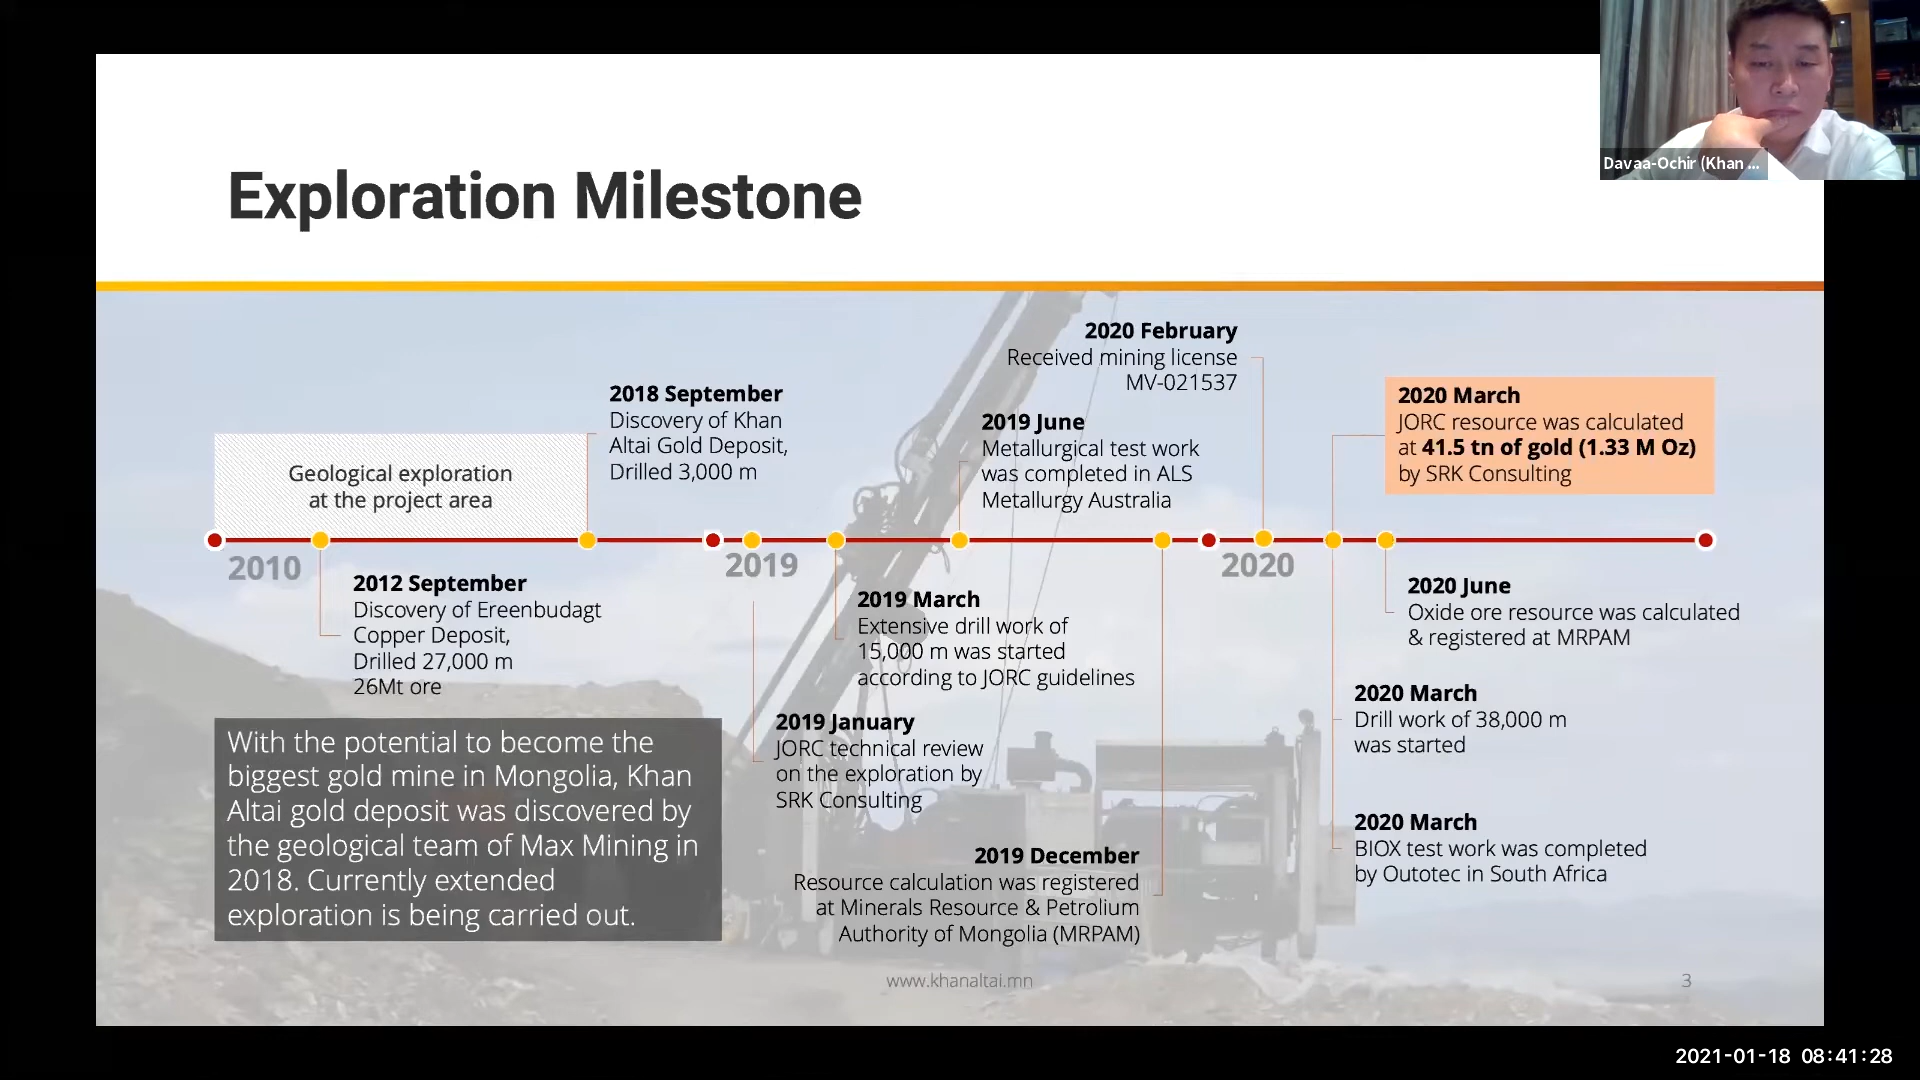 Davaa-Ochir (Khan ...
Exploration Milestone
2020 February
Received mining license
MV-021537
2018 September
Discovery of Khan
Altai Gold Deposit,
Drilled 3,000 m
2019 June
Metallurgical test work
was completed in ALS
Metallurgy Australia
2020 March
JORC resource was calculated
at 41.5 tn of gold (1.33 M Oz)
by SRK Consulting
Geological exploration
at the project area
2010
2019
2020
2012 September
Discovery of Ereenbudagt
Copper Deposit,
Drilled 27,000 m
26Mt ore
2019 March
Extensive drill work of
15,000 m was started
according to JORC guidelines
2020 June
Oxide ore resource was calculated
& registered at MRPAM
2019 January
JORC technical review
on the exploration by
SRK Consulting
2020 March
Drill work of 38,000 m
was started
With the potential to become the
biggest gold mine in Mongolia, Khan
Altai gold deposit was discovered by
the geological team of Max Mining in
2018. Currently extended
exploration is being carried out.
2019 December
Resource calculation was registered
at Minerals Resource & Petrolium
Authority of Mongolia (MRPAM)
2020 March
BIOX test work was completed
by Outotec in South Africa
www.khanaltai.mn
3
2021-01-18 08:41:28